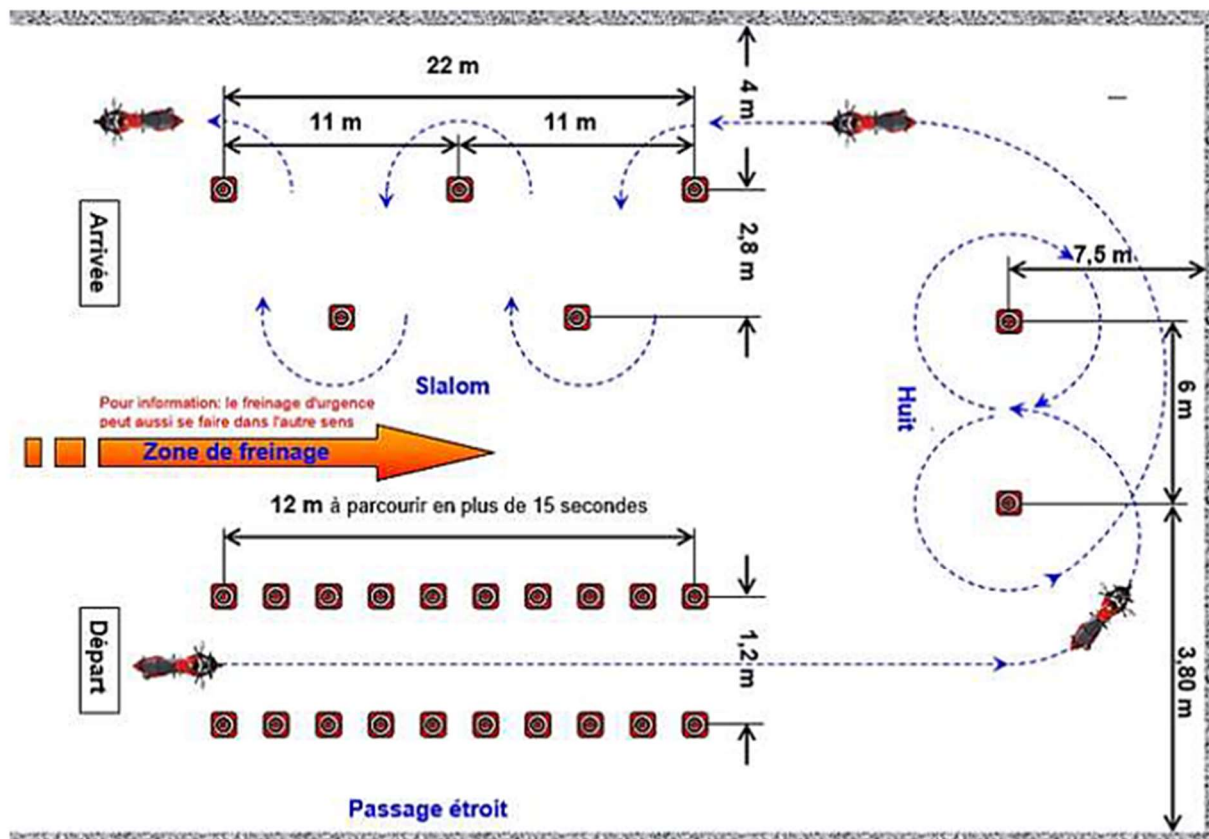 22 m
11 m
11 m
4 m
2,8 m
7,5 m
Arrivée
Slalom
Huit
6 m
Pour information: le freinage d'urgence
peut aussi se faire dans l'autre sens
Zone de freinage
12 m à parcourir en plus de 15 secondes
Départ
1,2 m
3,80 m
Passage étroit